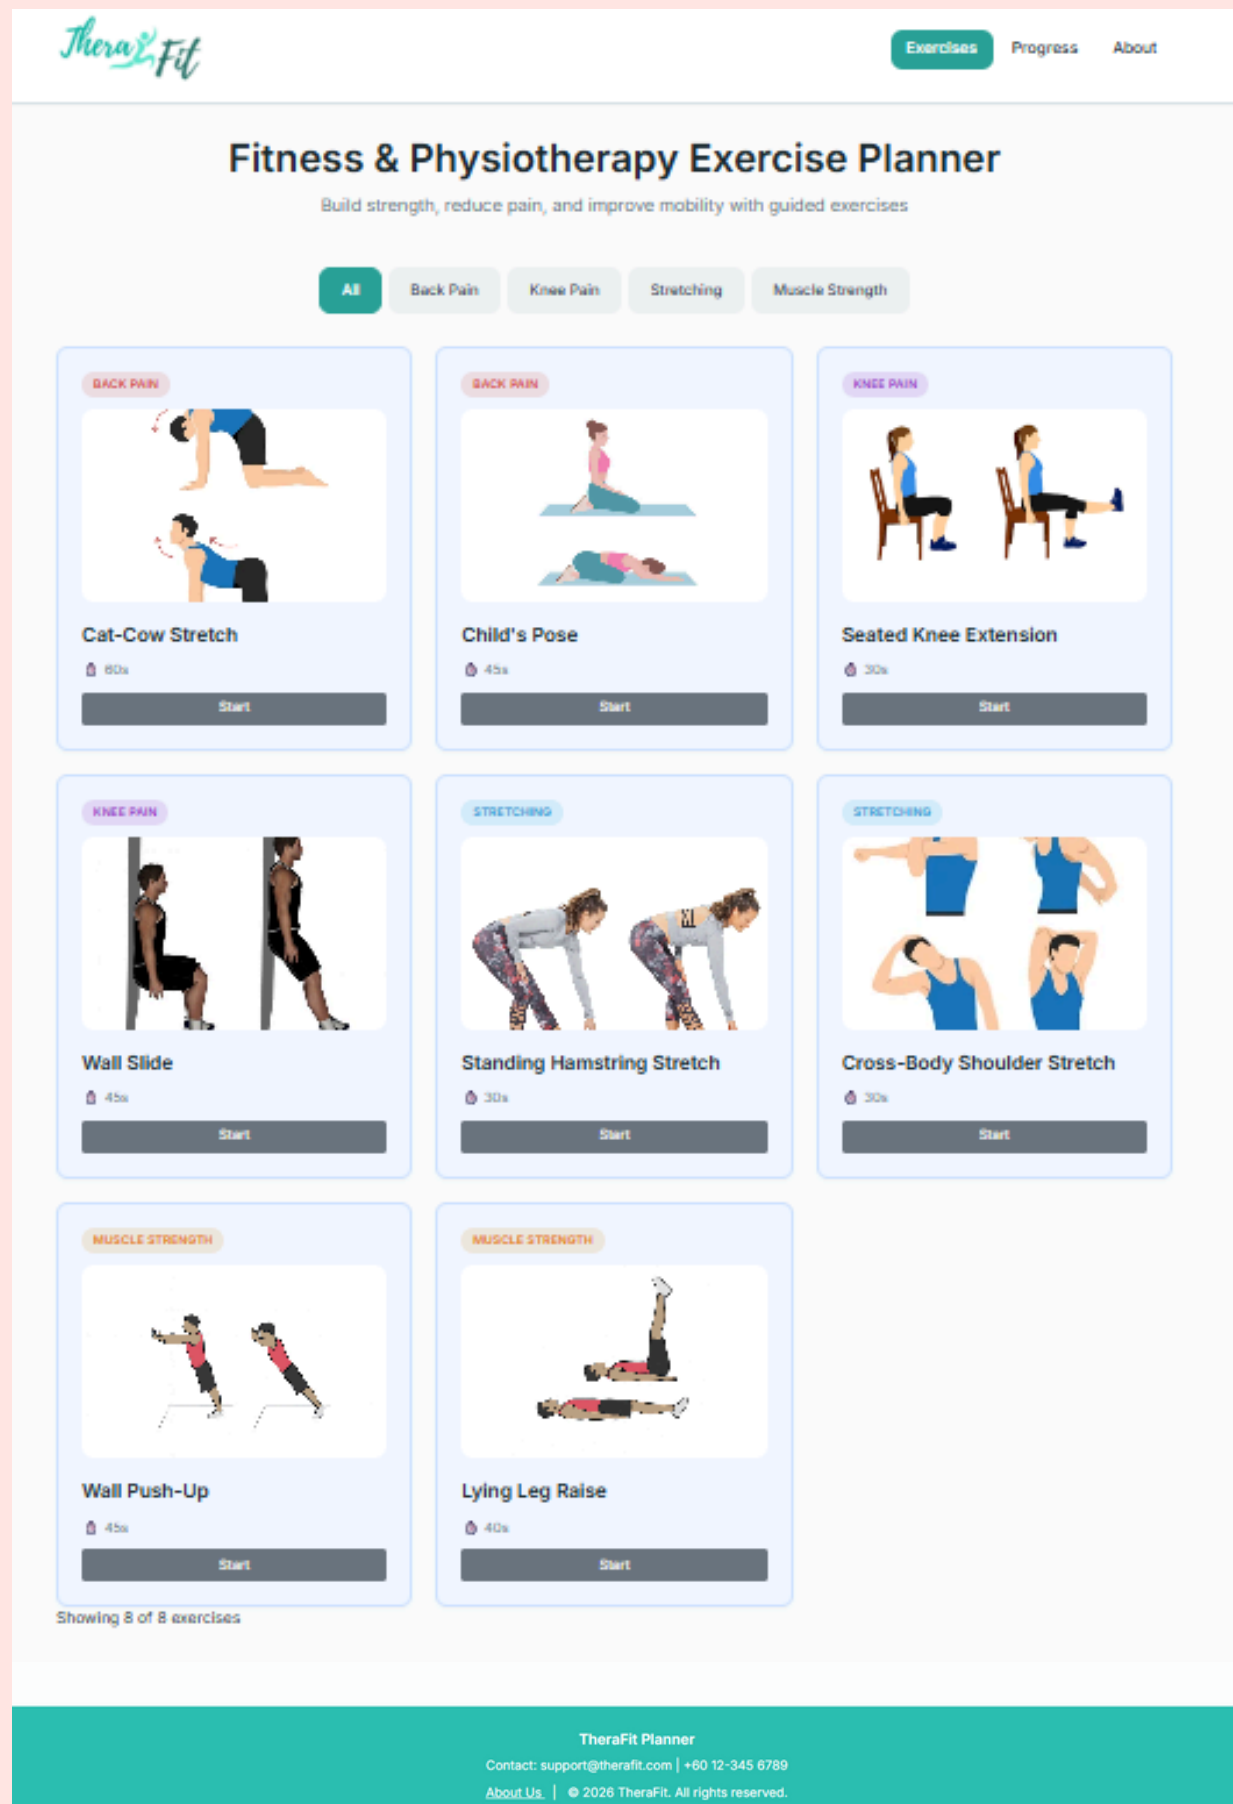 Thera Fit
Exercises Progress About
Fitness & Physiotherapy Exercise Planner
Build strength, reduce pain, and improve mobility with guided exercises
All Back Pain Knee Pain Stretching Muscle Strength
BACK PAIN BACK PAIN KNEE PAIN
Cat-Cow Stretch Child's Pose Seated Knee Extension
60s 45s 30s
Start Start Start
KNEE PAIN STRETCHING STRETCHING
Wall Slide Standing Hamstring Stretch Cross-Body Shoulder Stretch
45s 30s 30s
Start Start Start
MUSCLE STRENGTH MUSCLE STRENGTH
Wall Push-Up Lying Leg Raise
45s 40s
Start Start
Showing 8 of 8 exercises
TheraFit Planner
Contact: support@therafit.com | +60 12-345 6789
About Us | © 2026 TheraFit. All rights reserved.